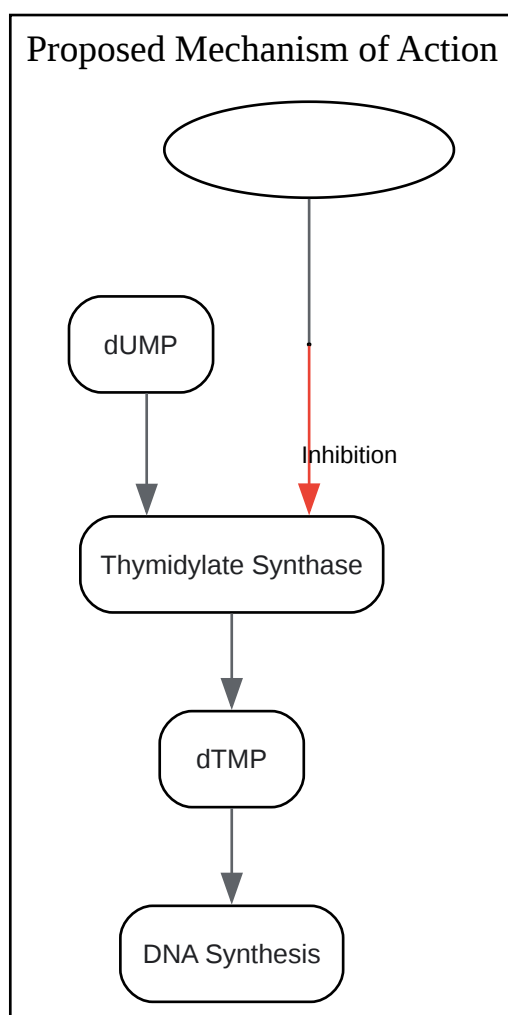 Proposed Mechanism of Action
dUMP
Inhibition
Thymidylate Synthase
dTMP
DNA Synthesis